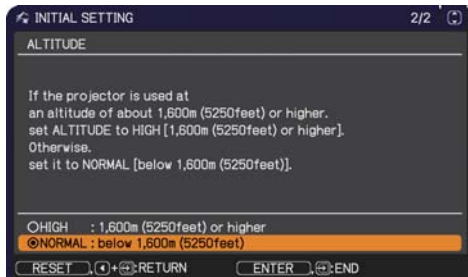 INITIAL SETTING 2/2
ALTITUDE
If the projector is used at
an altitude of about 1,600m (5250feet) or higher.
set ALTITUDE to HIGH [1,600m (5250feet) or higher].
Otherwise.
set it to NORMAL [below 1,600m (5250feet)].
HIGH : 1,600m (5250feet) or higher
NORMAL : below 1,600m (5250feet)
RESET , + :RETURN ENTER , :END